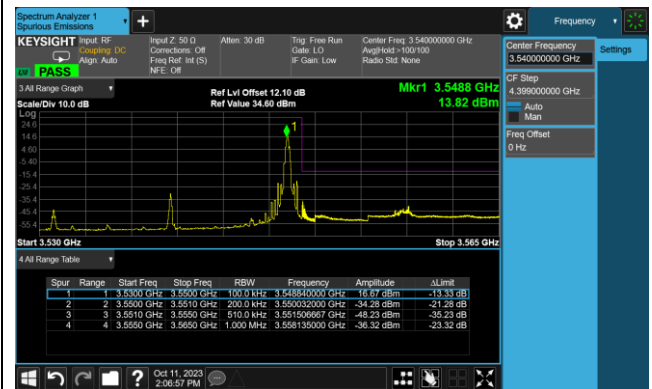 Spectrum Analyzer 1
Spurious Emissions
+
Frequency
KEYSIGHT
Input: RF
Coupling: DC
Align: Auto
Input Z: 50 Ω
Corrections: Off
Freq Ref: Int (S)
NFE: Off
Atten: 30 dB
Trig: Free Run
Gate: LO
IF Gain: Low
Center Freq: 3.540000000 GHz
Avg|Hold:>100/100
Radio Std: None
PASS
Center Frequency
3.540000000 GHz
Settings
CF Step
4.399000000 GHz
Auto
Man
Freq Offset
0 Hz
3 All Range Graph
Scale/Div 10.0 dB
Ref Lvl Offset 12.10 dB
Ref Value 34.60 dBm
Mkr1 3.5488 GHz
13.82 dBm
Log
24.6
14.6
4.60
-5.40
-15.4
-25.4
-35.4
-45.4
-55.4
1
Start 3.530 GHz
Stop 3.565 GHz
4 All Range Table
Spur Range Start Freq Stop Freq RBW Frequency Amplitude ΔLimit
1 1 3.5300 GHz 3.5500 GHz 100.0 kHz 3.548840000 GHz 16.67 dBm -13.33 dB
2 2 3.5500 GHz 3.5510 GHz 200.0 kHz 3.550032000 GHz -34.28 dBm -21.28 dB
3 3 3.5510 GHz 3.5550 GHz 510.0 kHz 3.551506667 GHz -48.23 dBm -35.23 dB
4 4 3.5550 GHz 3.5650 GHz 1.000 MHz 3.558135000 GHz -36.32 dBm -23.32 dB
?
Oct 11, 2023
2:06:57 PM